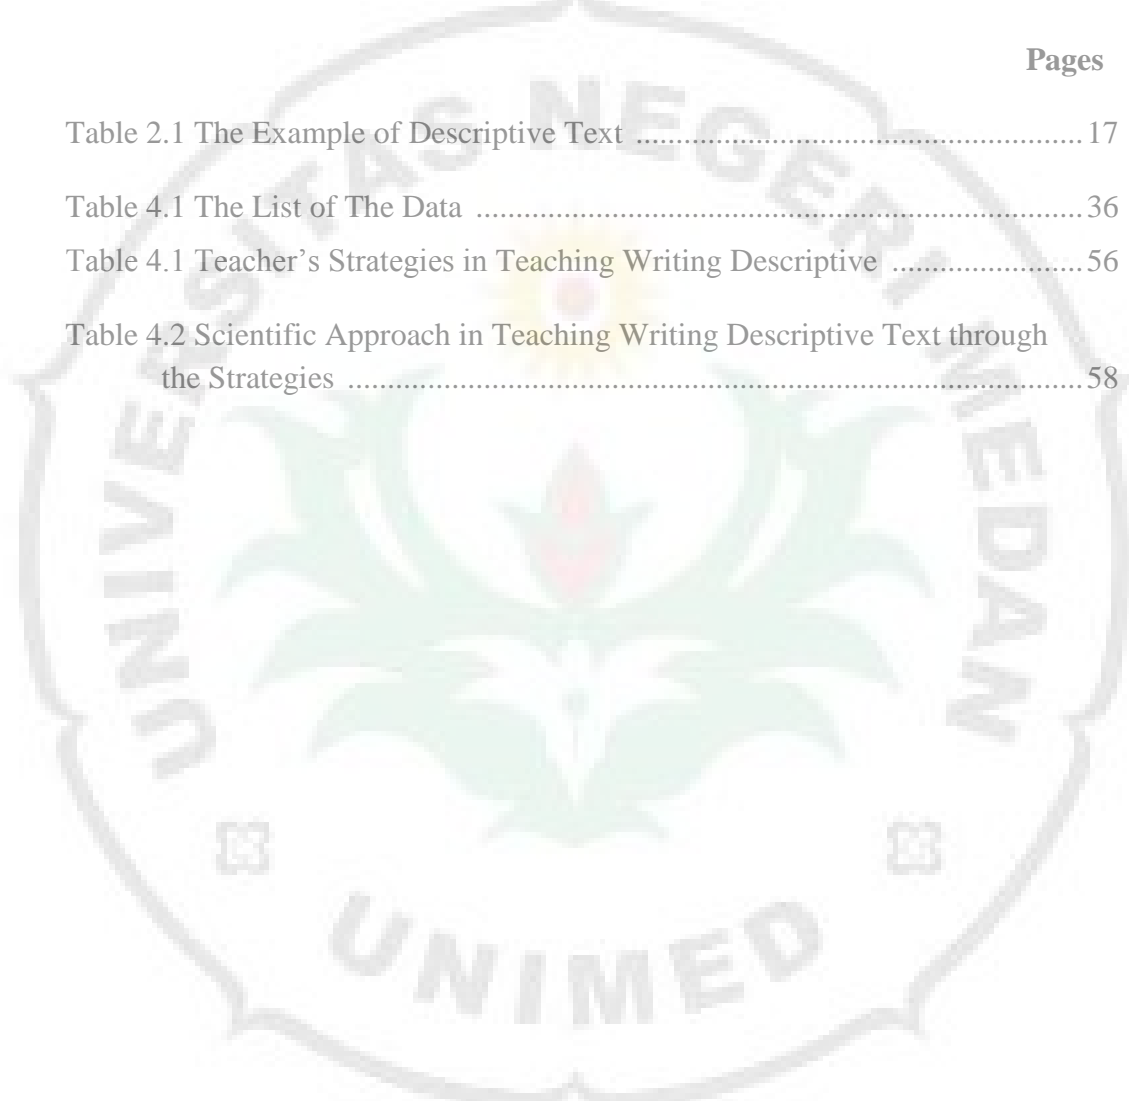 Pages
Table 2.1 The Example of Descriptive Text ........................................................ 17
Table 4.1 The List of The Data ............................................................................ 36
Table 4.1 Teacher’s Strategies in Teaching Writing Descriptive ........................ 56
Table 4.2 Scientific Approach in Teaching Writing Descriptive Text through
the Strategies ............................................................................................ 58
UNIVERSITAS NEGERI MEDAN
UNIMED